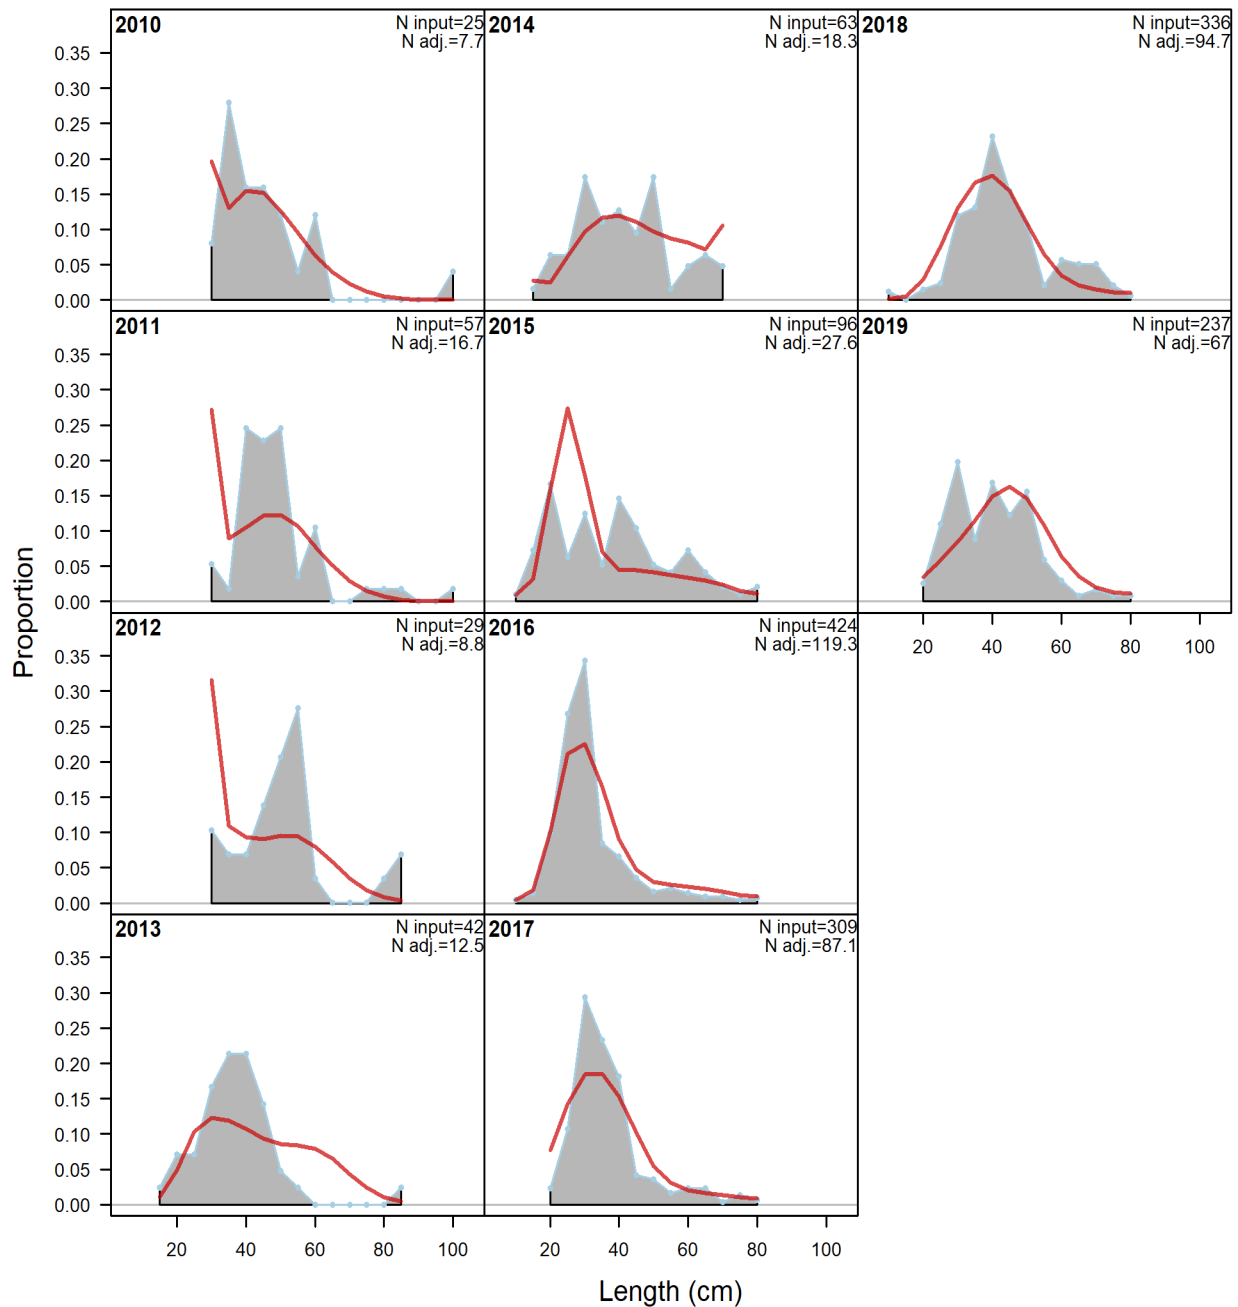 2010
N input=25
N adj.=7.7
0.35
0.30
0.25
0.20
0.15
0.10
0.05
0.00
2014
N input=63
N adj.=18.3
2018
N input=336
N adj.=94.7
2011
N input=57
N adj.=16.7
0.35
0.30
0.25
0.20
0.15
0.10
0.05
0.00
2015
N input=96
N adj.=27.6
2019
N input=237
N adj.=67
20 40 60 80 100
2012
N input=29
N adj.=8.8
0.35
0.30
0.25
0.20
0.15
0.10
0.05
0.00
2016
N input=424
N adj.=119.3
2013
N input=42
N adj.=12.5
0.35
0.30
0.25
0.20
0.15
0.10
0.05
0.00
2017
N input=309
N adj.=87.1
20 40 60 80 100
20 40 60 80 100
Proportion
Length (cm)